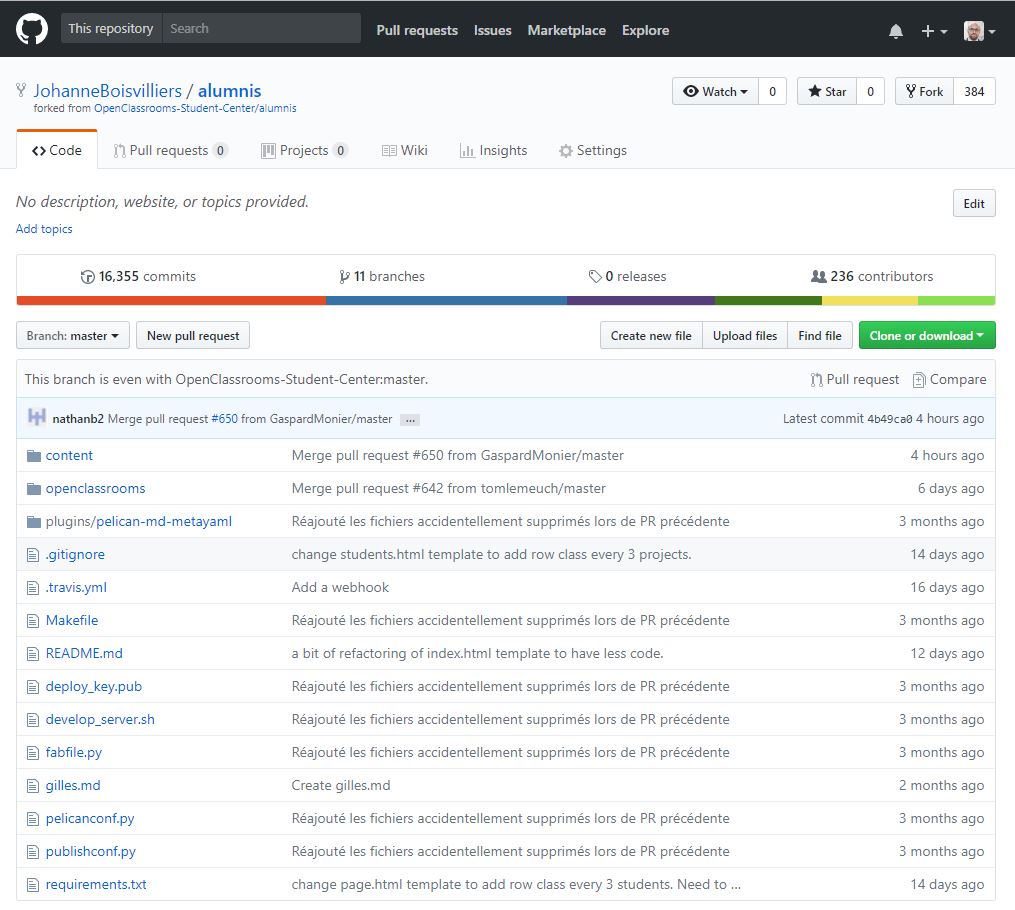 This repository Search Pull requests Issues Marketplace Explore
JohanneBoisvilliers / alumnis Watch 0 Star 0 Fork 384
forked from OpenClassrooms-Student-Center/alumnis
Code Pull requests 0 Projects 0 Wiki Insights Settings
No description, website, or topics provided. Edit
Add topics
16,355 commits 11 branches 0 releases 236 contributors
Branch: master New pull request Create new file Upload files Find file Clone or download
This branch is even with OpenClassrooms-Student-Center:master. Pull request Compare
nathanb2 Merge pull request #650 from GaspardMonier/master ... Latest commit 4b49ca0 4 hours ago
content Merge pull request #650 from GaspardMonier/master 4 hours ago
openclassrooms Merge pull request #642 from tomlemeuch/master 6 days ago
plugins/pelican-md-metayaml Réajouté les fichiers accidentellement supprimés lors de PR précédente 3 months ago
.gitignore change students.html template to add row class every 3 projects. 14 days ago
.travis.yml Add a webhook 16 days ago
Makefile Réajouté les fichiers accidentellement supprimés lors de PR précédente 3 months ago
README.md a bit of refactoring of index.html template to have less code. 12 days ago
deploy_key.pub Réajouté les fichiers accidentellement supprimés lors de PR précédente 3 months ago
develop_server.sh Réajouté les fichiers accidentellement supprimés lors de PR précédente 3 months ago
fabfile.py Réajouté les fichiers accidentellement supprimés lors de PR précédente 3 months ago
gilles.md Create gilles.md 2 months ago
pelicanconf.py Réajouté les fichiers accidentellement supprimés lors de PR précédente 3 months ago
publishconf.py Réajouté les fichiers accidentellement supprimés lors de PR précédente 3 months ago
requirements.txt change page.html template to add row class every 3 students. Need to ... 14 days ago